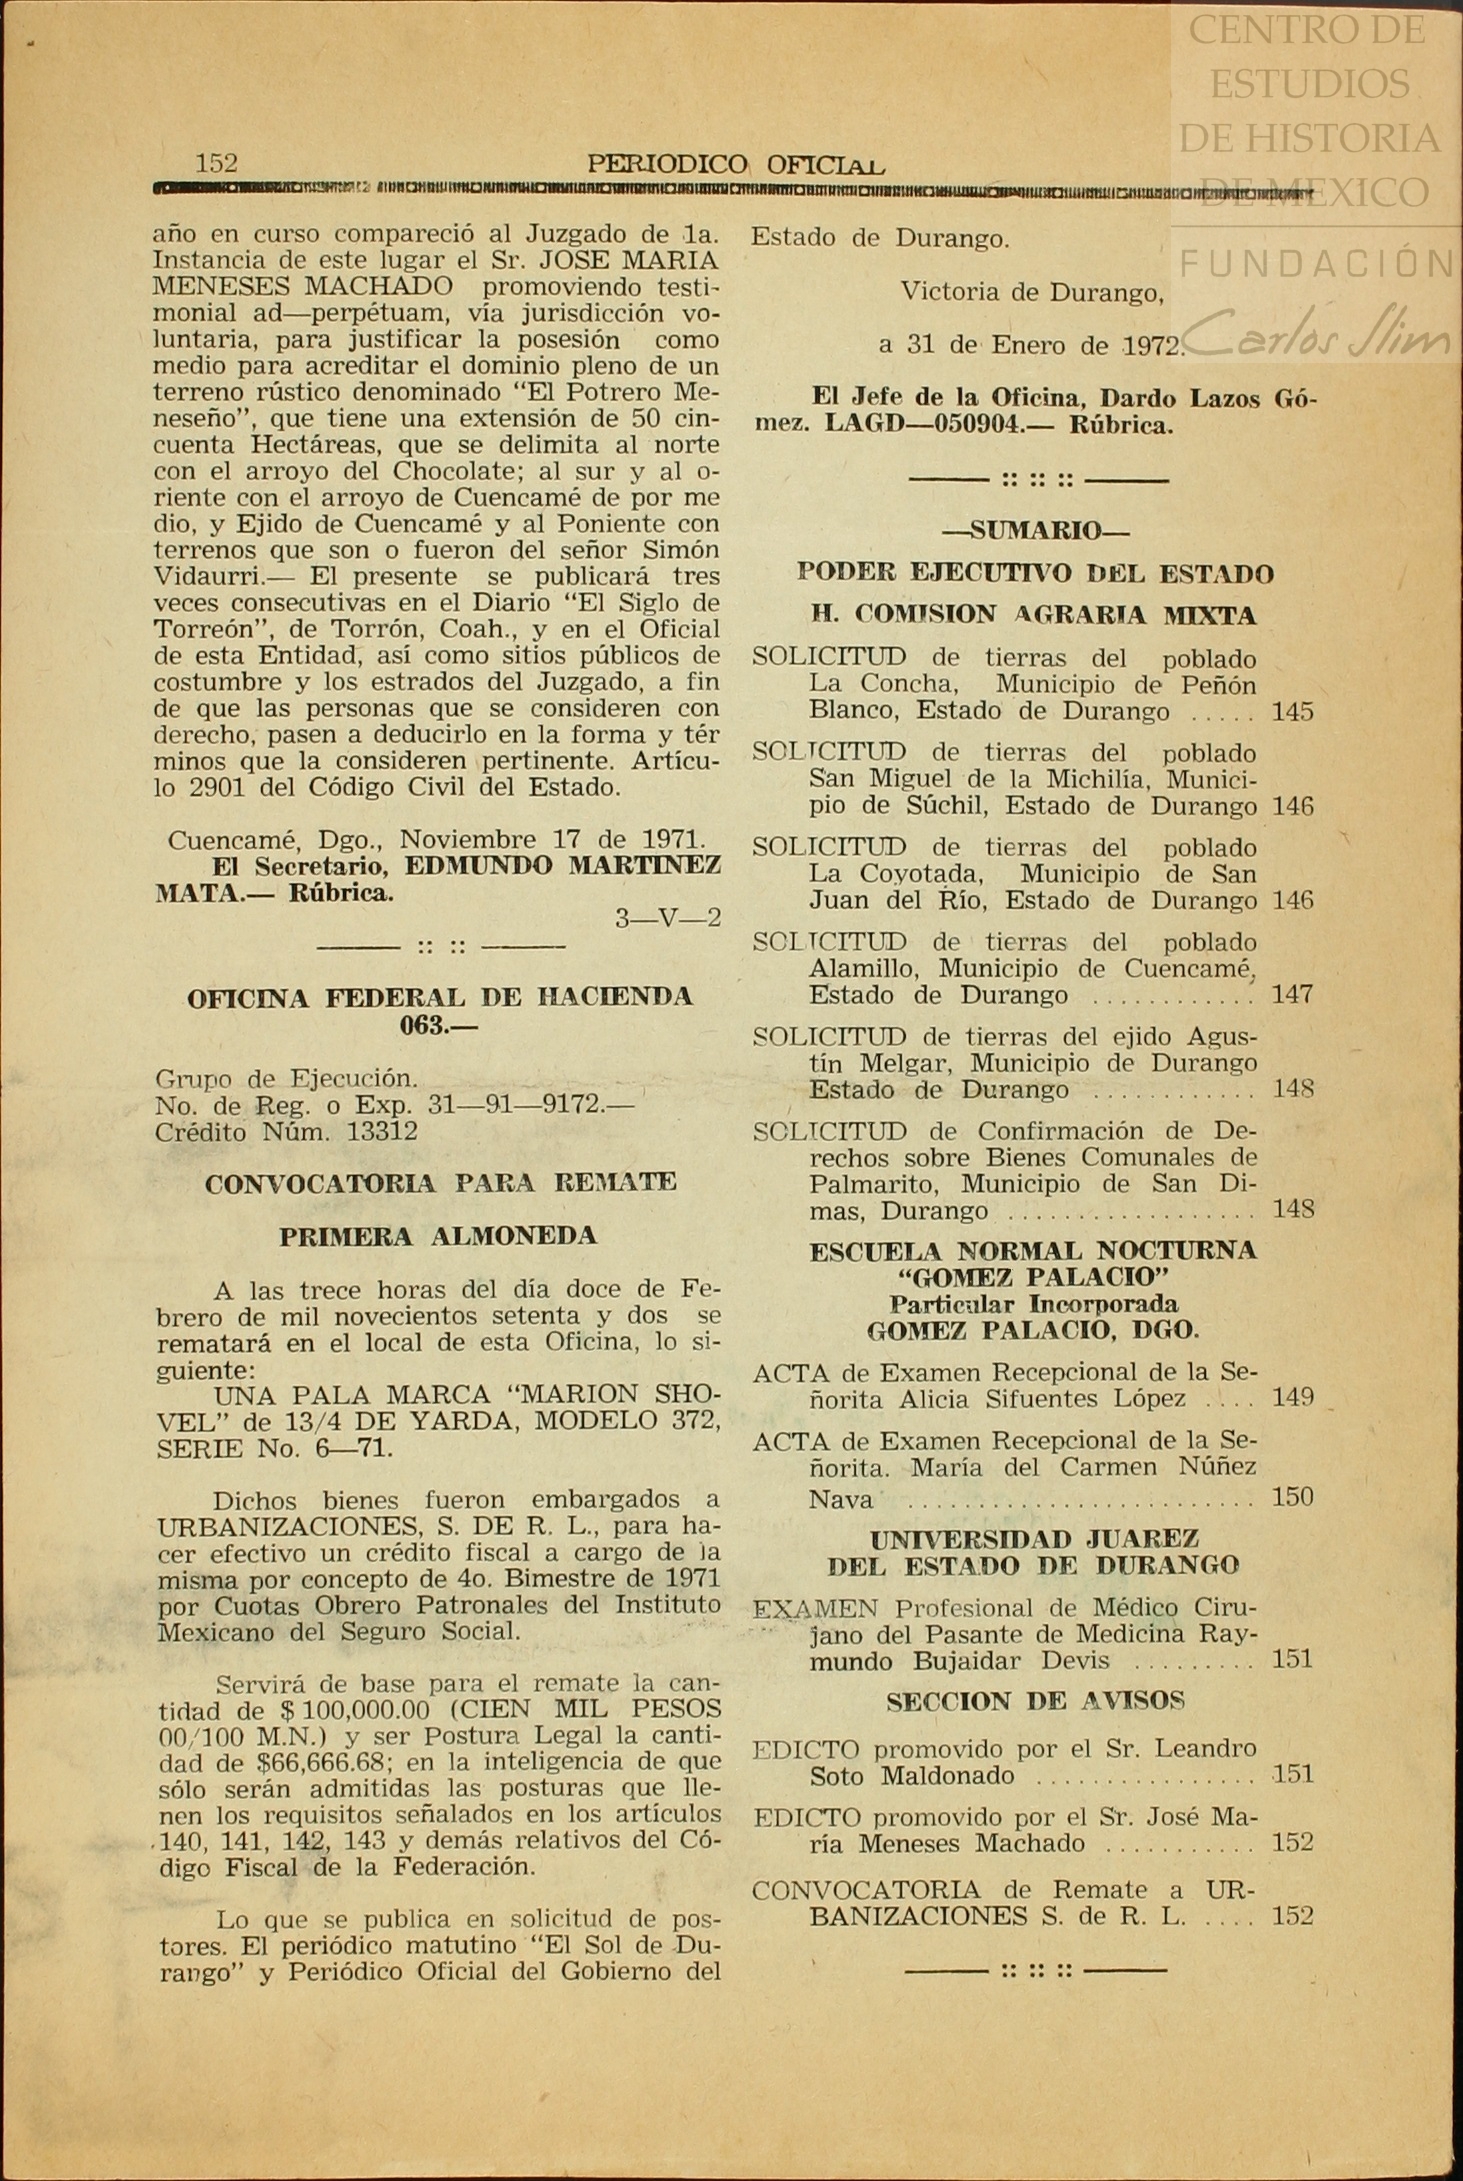 CENTRO DE
ESTUDIOS
DE HISTORIA
DE MEXICO
FUNDACIÓN
Carlos Slim
152
PERIODICO OFICIAL
año en curso compareció al Juzgado de 1a.
Instancia de este lugar el Sr. JOSE MARIA
MENESES MACHADO promoviendo testi-
monial ad—perpétuam, vía jurisdicción vo-
luntaria, para justificar la posesión como
medio para acreditar el dominio pleno de un
terreno rústico denominado “El Potrero Me-
neseño”, que tiene una extensión de 50 cin-
cuenta Hectáreas, que se delimita al norte
con el arroyo del Chocolate; al sur y al o-
riente con el arroyo de Cuencamé de por me
dio, y Ejido de Cuencamé y al Poniente con
terrenos que son o fueron del señor Simón
Vidaurri.— El presente se publicará tres
veces consecutivas en el Diario “El Siglo de
Torreón”, de Torrón, Coah., y en el Oficial
de esta Entidad, así como sitios públicos de
costumbre y los estrados del Juzgado, a fin
de que las personas que se consideren con
derecho, pasen a deducirlo en la forma y tér
minos que la consideren pertinente. Artícu-
lo 2901 del Código Civil del Estado.
Cuencamé, Dgo., Noviembre 17 de 1971.
El Secretario, EDMUNDO MARTINEZ
MATA.— Rúbrica.
3—V—2
—— :: :: ——
OFICINA FEDERAL DE HACIENDA
063.—
Grupo de Ejecución.
No. de Reg. o Exp. 31—91—9172.—
Crédito Núm. 13312
CONVOCATORIA PARA REMATE
PRIMERA ALMONEDA
A las trece horas del día doce de Fe-
brero de mil novecientos setenta y dos se
rematará en el local de esta Oficina, lo si-
guiente:
UNA PALA MARCA “MARION SHO-
VEL” de 13/4 DE YARDA, MODELO 372,
SERIE No. 6—71.
Dichos bienes fueron embargados a
URBANIZACIONES, S. DE R. L., para ha-
cer efectivo un crédito fiscal a cargo de la
misma por concepto de 4o. Bimestre de 1971
por Cuotas Obrero Patronales del Instituto
Mexicano del Seguro Social.
Servirá de base para el remate la can-
tidad de $ 100,000.00 (CIEN MIL PESOS
00/100 M.N.) y ser Postura Legal la canti-
dad de $66,666.68; en la inteligencia de que
sólo serán admitidas las posturas que lle-
nen los requisitos señalados en los artículos
140, 141, 142, 143 y demás relativos del Có-
digo Fiscal de la Federación.
Lo que se publica en solicitud de pos-
tores. El periódico matutino “El Sol de Du-
rango” y Periódico Oficial del Gobierno del
Estado de Durango.
Victoria de Durango,
a 31 de Enero de 1972.
El Jefe de la Oficina, Dardo Lazos Gó-
mez. LAGD—050904.— Rúbrica.
—— :: :: :: ——
—SUMARIO—
PODER EJECUTIVO DEL ESTADO
H. COMISION AGRARIA MIXTA
SOLICITUD de tierras del poblado
La Concha, Municipio de Peñón
Blanco, Estado de Durango ..... 145
SOLICITUD de tierras del poblado
San Miguel de la Michilía, Munici-
pio de Súchil, Estado de Durango 146
SOLICITUD de tierras del poblado
La Coyotada, Municipio de San
Juan del Río, Estado de Durango 146
SOLICITUD de tierras del poblado
Alamillo, Municipio de Cuencamé,
Estado de Durango ............ 147
SOLICITUD de tierras del ejido Agus-
tín Melgar, Municipio de Durango
Estado de Durango ............ 148
SOLICITUD de Confirmación de De-
rechos sobre Bienes Comunales de
Palmarito, Municipio de San Di-
mas, Durango .................. 148
ESCUELA NORMAL NOCTURNA
“GOMEZ PALACIO”
Particular Incorporada
GOMEZ PALACIO, DGO.
ACTA de Examen Recepcional de la Se-
ñorita Alicia Sifuentes López .... 149
ACTA de Examen Recepcional de la Se-
ñorita. María del Carmen Núñez
Nava ......................... 150
UNIVERSIDAD JUAREZ
DEL ESTADO DE DURANGO
EXAMEN Profesional de Médico Ciru-
jano del Pasante de Medicina Ray-
mundo Bujaidar Devis ......... 151
SECCION DE AVISOS
EDICTO promovido por el Sr. Leandro
Soto Maldonado ................ 151
EDICTO promovido por el Sr. José Ma-
ría Meneses Machado ........... 152
CONVOCATORIA de Remate a UR-
BANIZACIONES S. de R. L. .... 152
—— :: :: :: ——